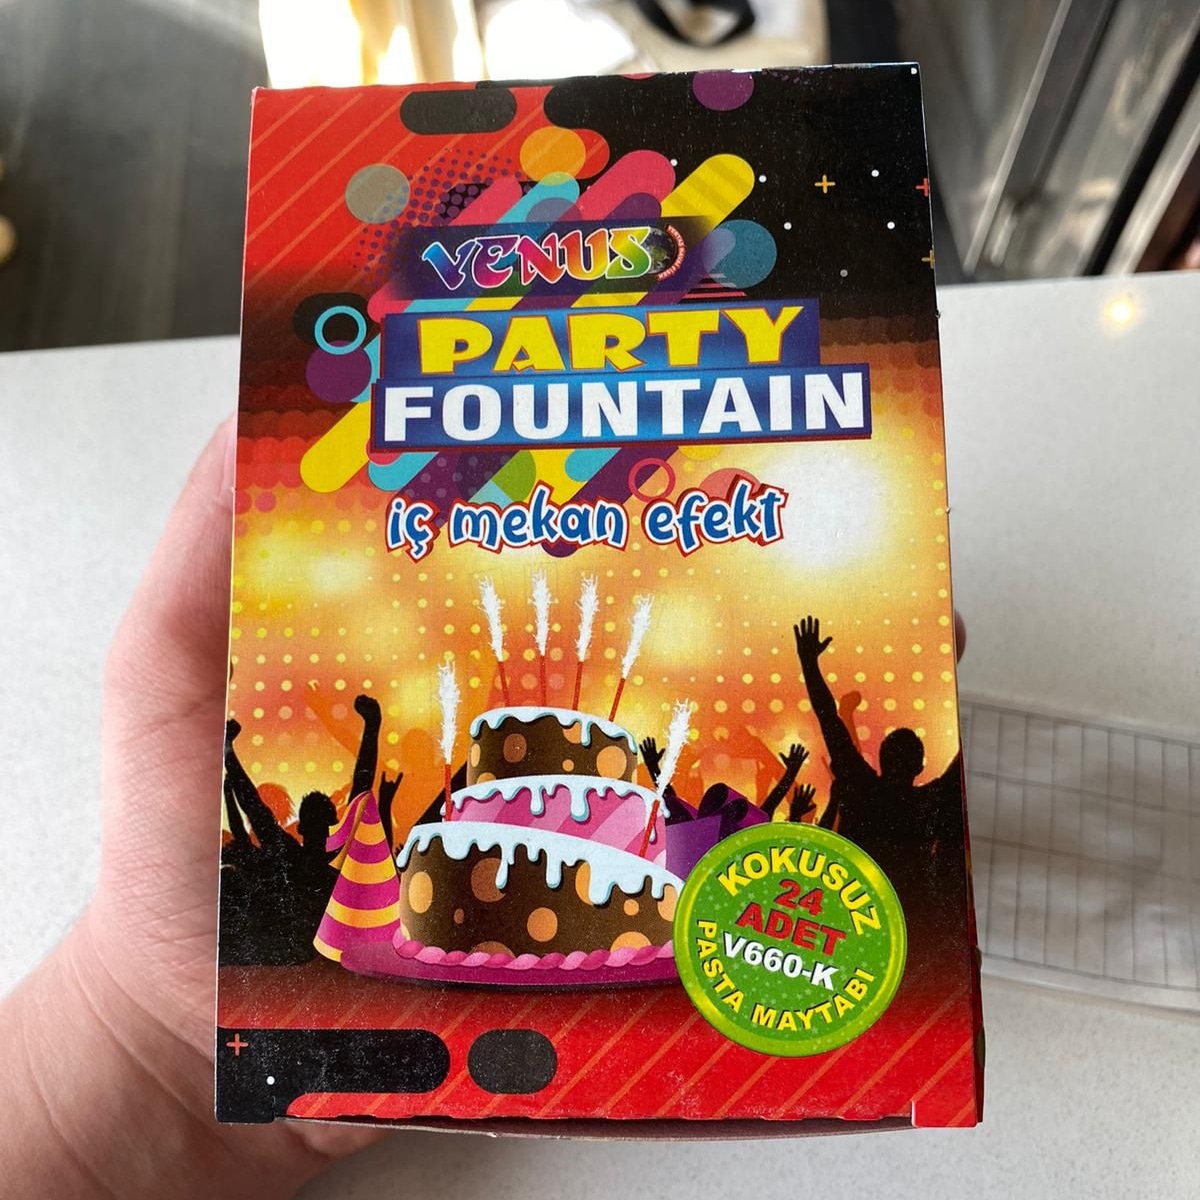 VENUS
PARTY
FOUNTAIN
iç mekan efekt
KOKUSUZ
24
ADET
V660-K
PASTA MAYTABI